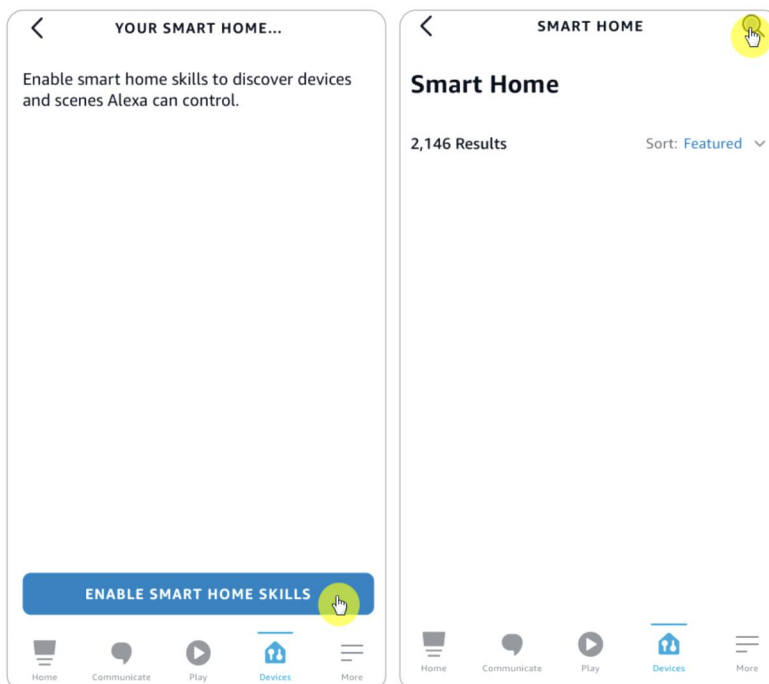 YOUR SMART HOME...
Enable smart home skills to discover devices
and scenes Alexa can control.
ENABLE SMART HOME SKILLS
Home Communicate Play Devices More
SMART HOME
Smart Home
2,146 Results Sort: Featured
Home Communicate Play Devices More